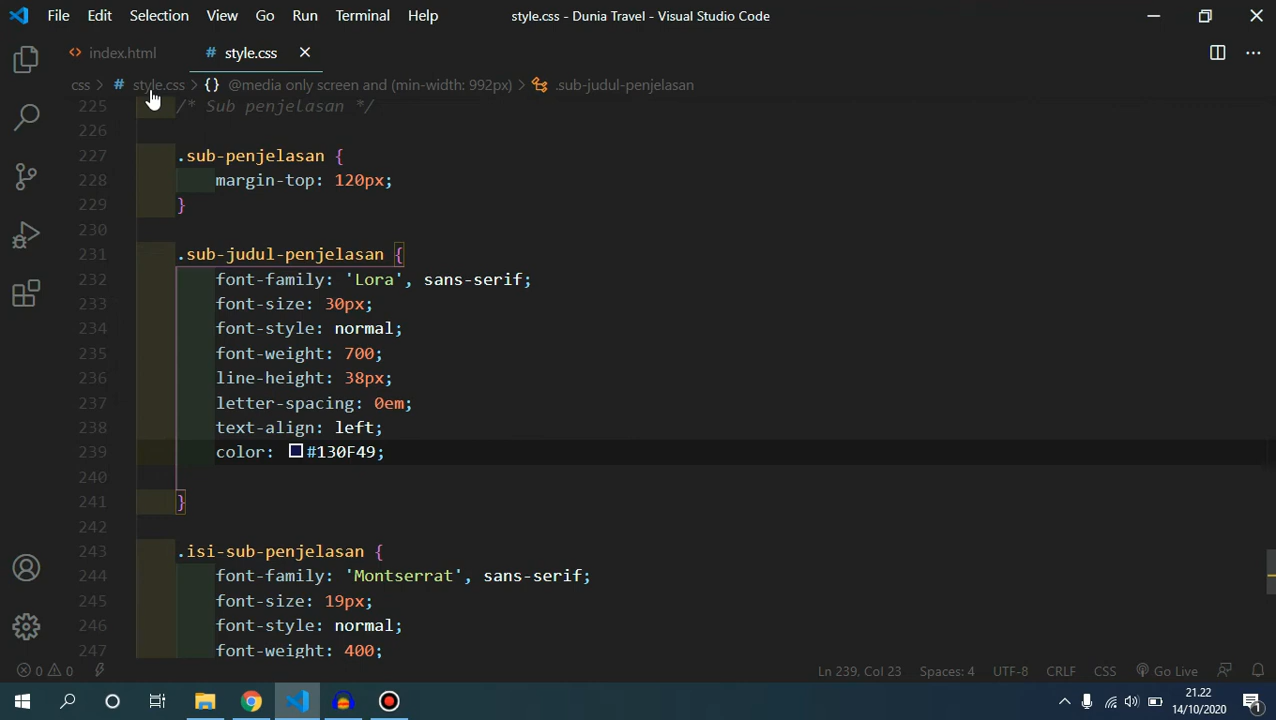 File Edit Selection View Go Run Terminal Help style.css - Dunia Travel - Visual Studio Code
<> index.html # style.css
css > # style.css > {} @media only screen and (min-width: 992px) > .sub-judul-penjelasan
225 /* Sub penjelasan */
226
227 .sub-penjelasan {
228 margin-top: 120px;
229 }
230
231 .sub-judul-penjelasan {
232 font-family: 'Lora', sans-serif;
233 font-size: 30px;
234 font-style: normal;
235 font-weight: 700;
236 line-height: 38px;
237 letter-spacing: 0em;
238 text-align: left;
239 color: #130F49;
240
241 }
242
243 .isi-sub-penjelasan {
244 font-family: 'Montserrat', sans-serif;
245 font-size: 19px;
246 font-style: normal;
247 font-weight: 400;
0 0 Ln 239, Col 23 Spaces: 4 UTF-8 CRLF CSS Go Live
21.22
14/10/2020
1